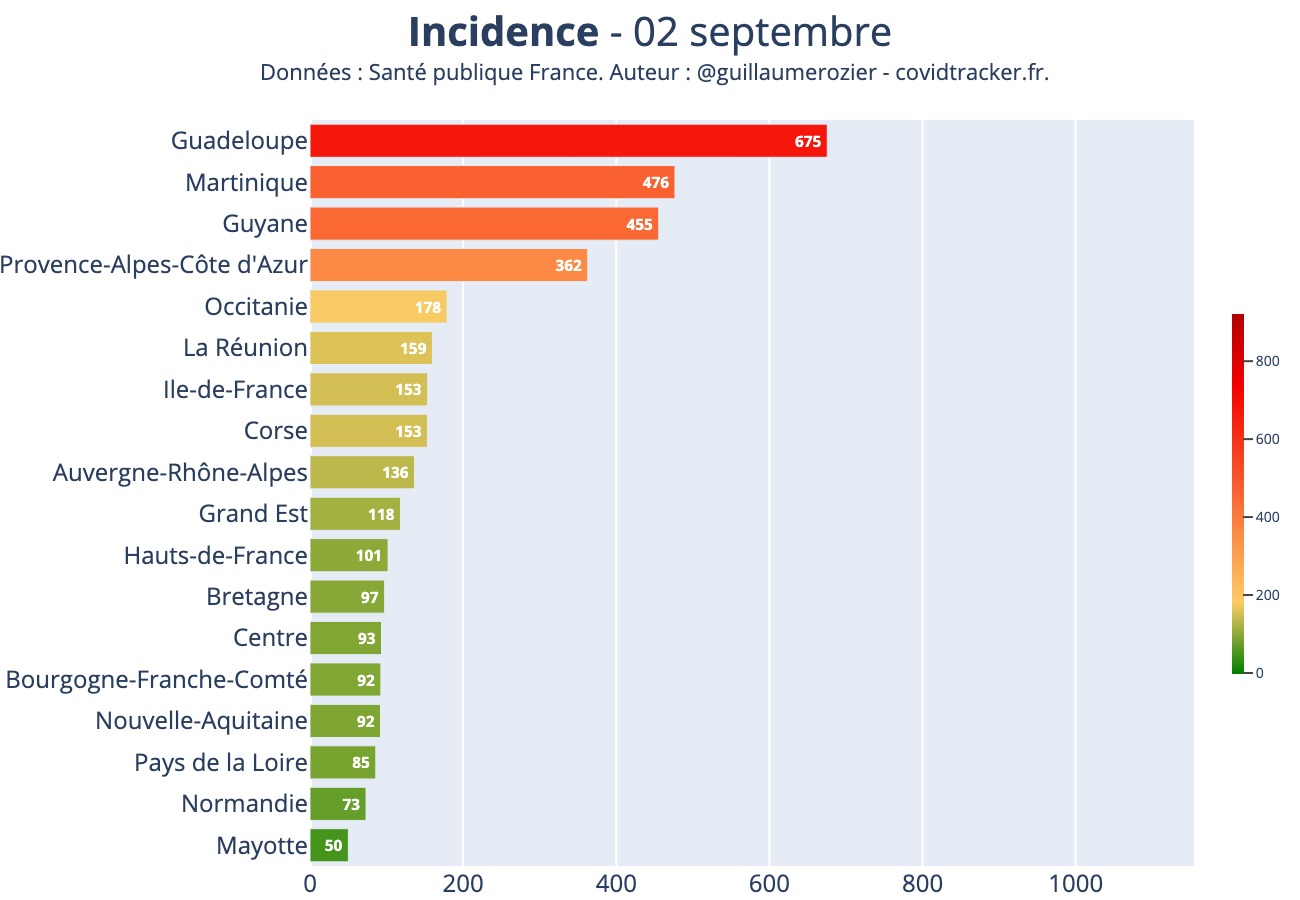 Incidence - 02 septembre
Données : Santé publique France. Auteur : @guillaumerozier - covidtracker.fr.
Guadeloupe 675
Martinique 476
Guyane 455
Provence-Alpes-Côte d'Azur 362
Occitanie 178
La Réunion 159
Ile-de-France 153
Corse 153
Auvergne-Rhône-Alpes 136
Grand Est 118
Hauts-de-France 101
Bretagne 97
Centre 93
Bourgogne-Franche-Comté 92
Nouvelle-Aquitaine 92
Pays de la Loire 85
Normandie 73
Mayotte 50
0 200 400 600 800 1000
800
600
400
200
0